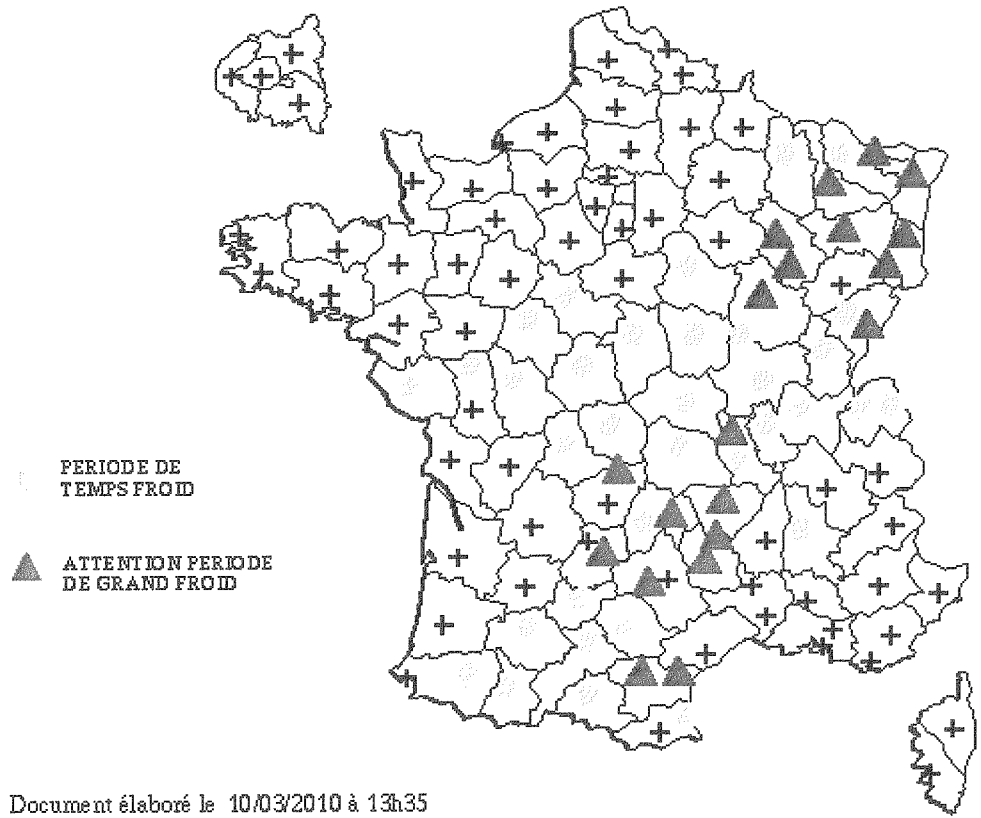 PERIODE DE
TEMPS FROID
ATTENTION PERIODE
DE GRAND FROID
Document élaboré le 10/03/2010 à 13h35